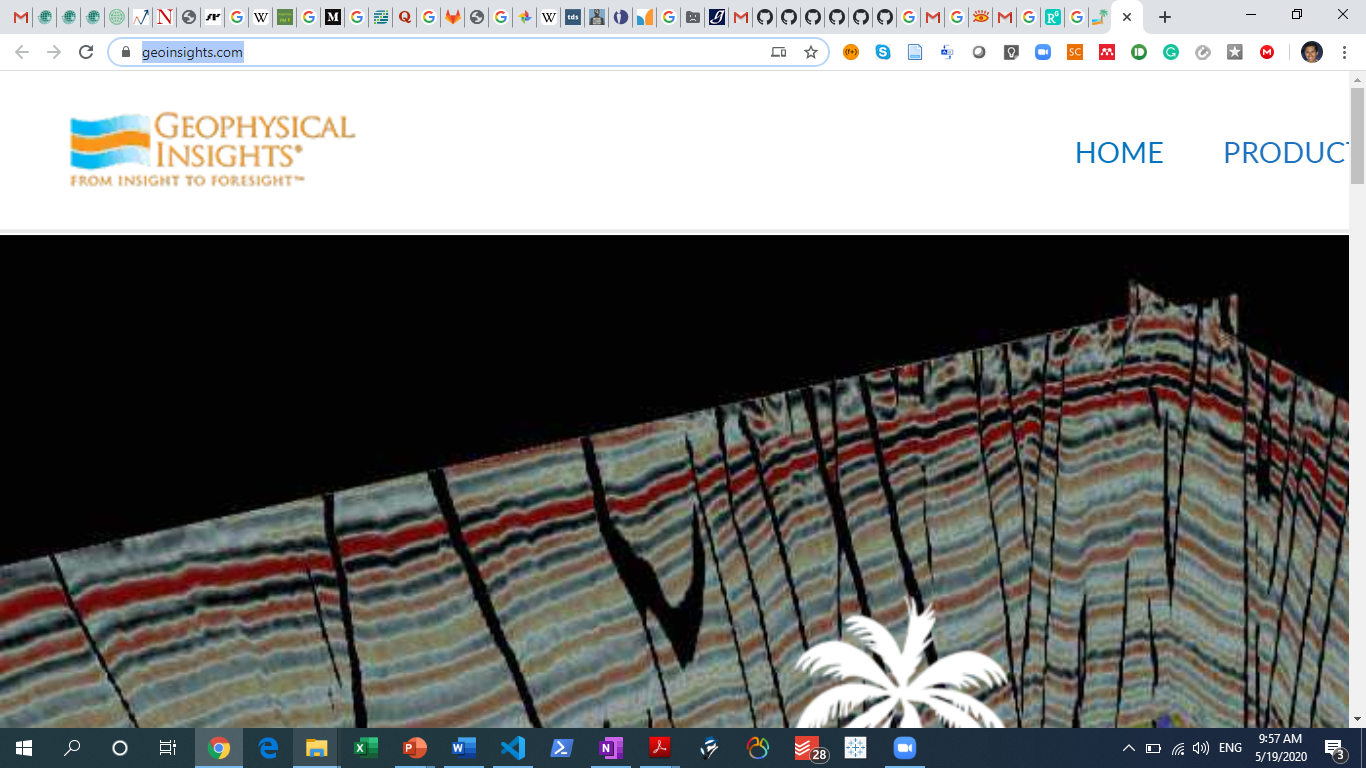 geoinsights.com
GEOPHYSICAL
INSIGHTS®
FROM INSIGHT TO FORESIGHT™
HOME PRODUCT
SC
28
ENG
9:57 AM
5/19/2020
3